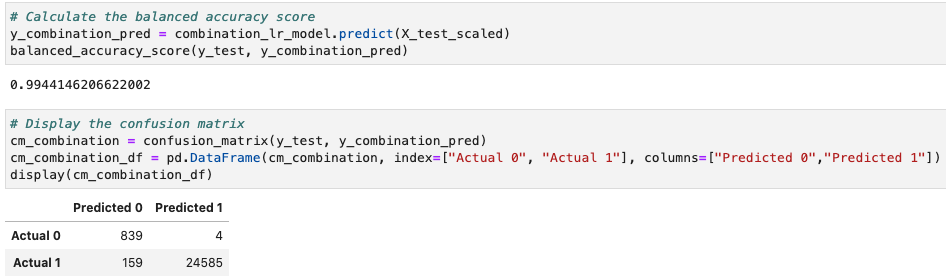 # Calculate the balanced accuracy score
y_combination_pred = combination_lr_model.predict(X_test_scaled)
balanced_accuracy_score(y_test, y_combination_pred)
0.9944146206622002
# Display the confusion matrix
cm_combination = confusion_matrix(y_test, y_combination_pred)
cm_combination_df = pd.DataFrame(cm_combination, index=["Actual 0", "Actual 1"], columns=["Predicted 0","Predicted 1"])
display(cm_combination_df)
Predicted 0 Predicted 1
Actual 0 839 4
Actual 1 159 24585